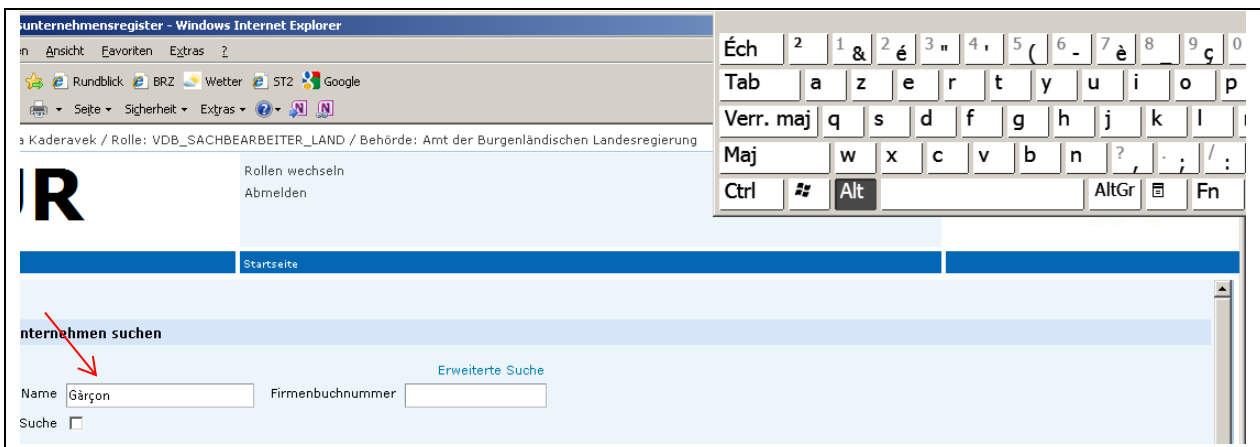 sunternehmensregister - Windows Internet Explorer
en Ansicht Favoriten Extras ?
Rundblick BRZ Wetter ST2 Google
Seite Sicherheit Extras
a Kaderavek / Rolle: VDB_SACHBEARBEITER_LAND / Behörde: Amt der Burgenländischen Landesregierung
UR
Rollen wechseln
Abmelden
Startseite
nternehmen suchen
Erweiterte Suche
Name Gàrçon Firmenbuchnummer
Suche
Éch 2 1 & 2 é 3 " 4 ' 5 ( 6 - 7 è 8 _ 9 ç 0
Tab a z e r t y u i o p
Verr. maj q s d f g h j k l
Maj w x c v b n ? , . ; / :
Ctrl Alt AltGr Fn